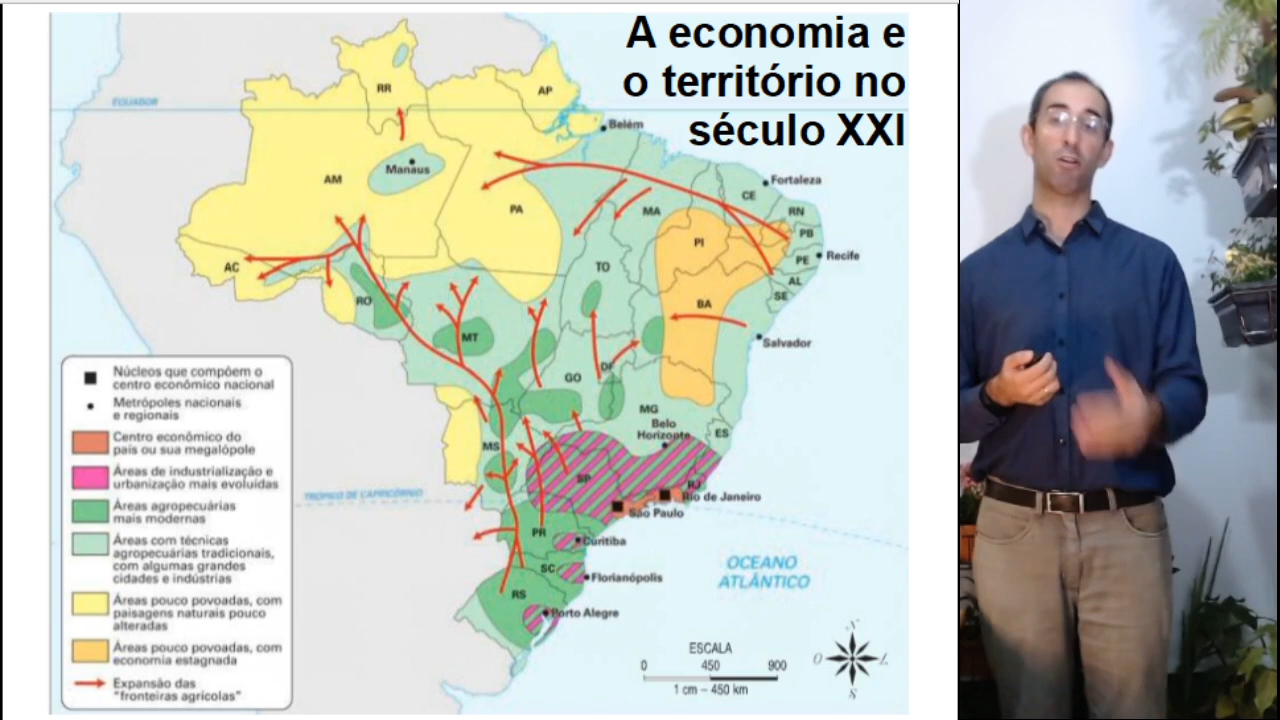 A economia e
o território no
século XXI
EQUADOR
RR
AP
Belém
Manaus
AM
PA
MA
CE
Fortaleza
RN
PB
PI
PE
Recife
AL
SE
AC
TO
RO
BA
MT
Salvador
DF
GO
MG
Belo
Horizonte
ES
MS
SP
RJ
Rio de Janeiro
São Paulo
TRÓPICO DE CAPRICÓRNIO
PR
Curitiba
SC
Florianópolis
RS
Porto Alegre
OCEANO
ATLÂNTICO
Núcleos que compõem o
centro econômico nacional
Metrópoles nacionais
e regionais
Centro econômico do
país ou sua megalópole
Áreas de industrialização e
urbanização mais evoluídas
Áreas agropecuárias
mais modernas
Áreas com técnicas
agropecuárias tradicionais,
com algumas grandes
cidades e indústrias
Áreas pouco povoadas, com
paisagens naturais pouco
alteradas
Áreas pouco povoadas, com
economia estagnada
Expansão das
"fronteiras agrícolas"
ESCALA
0 450 900
1 cm – 450 km
N
O L
S